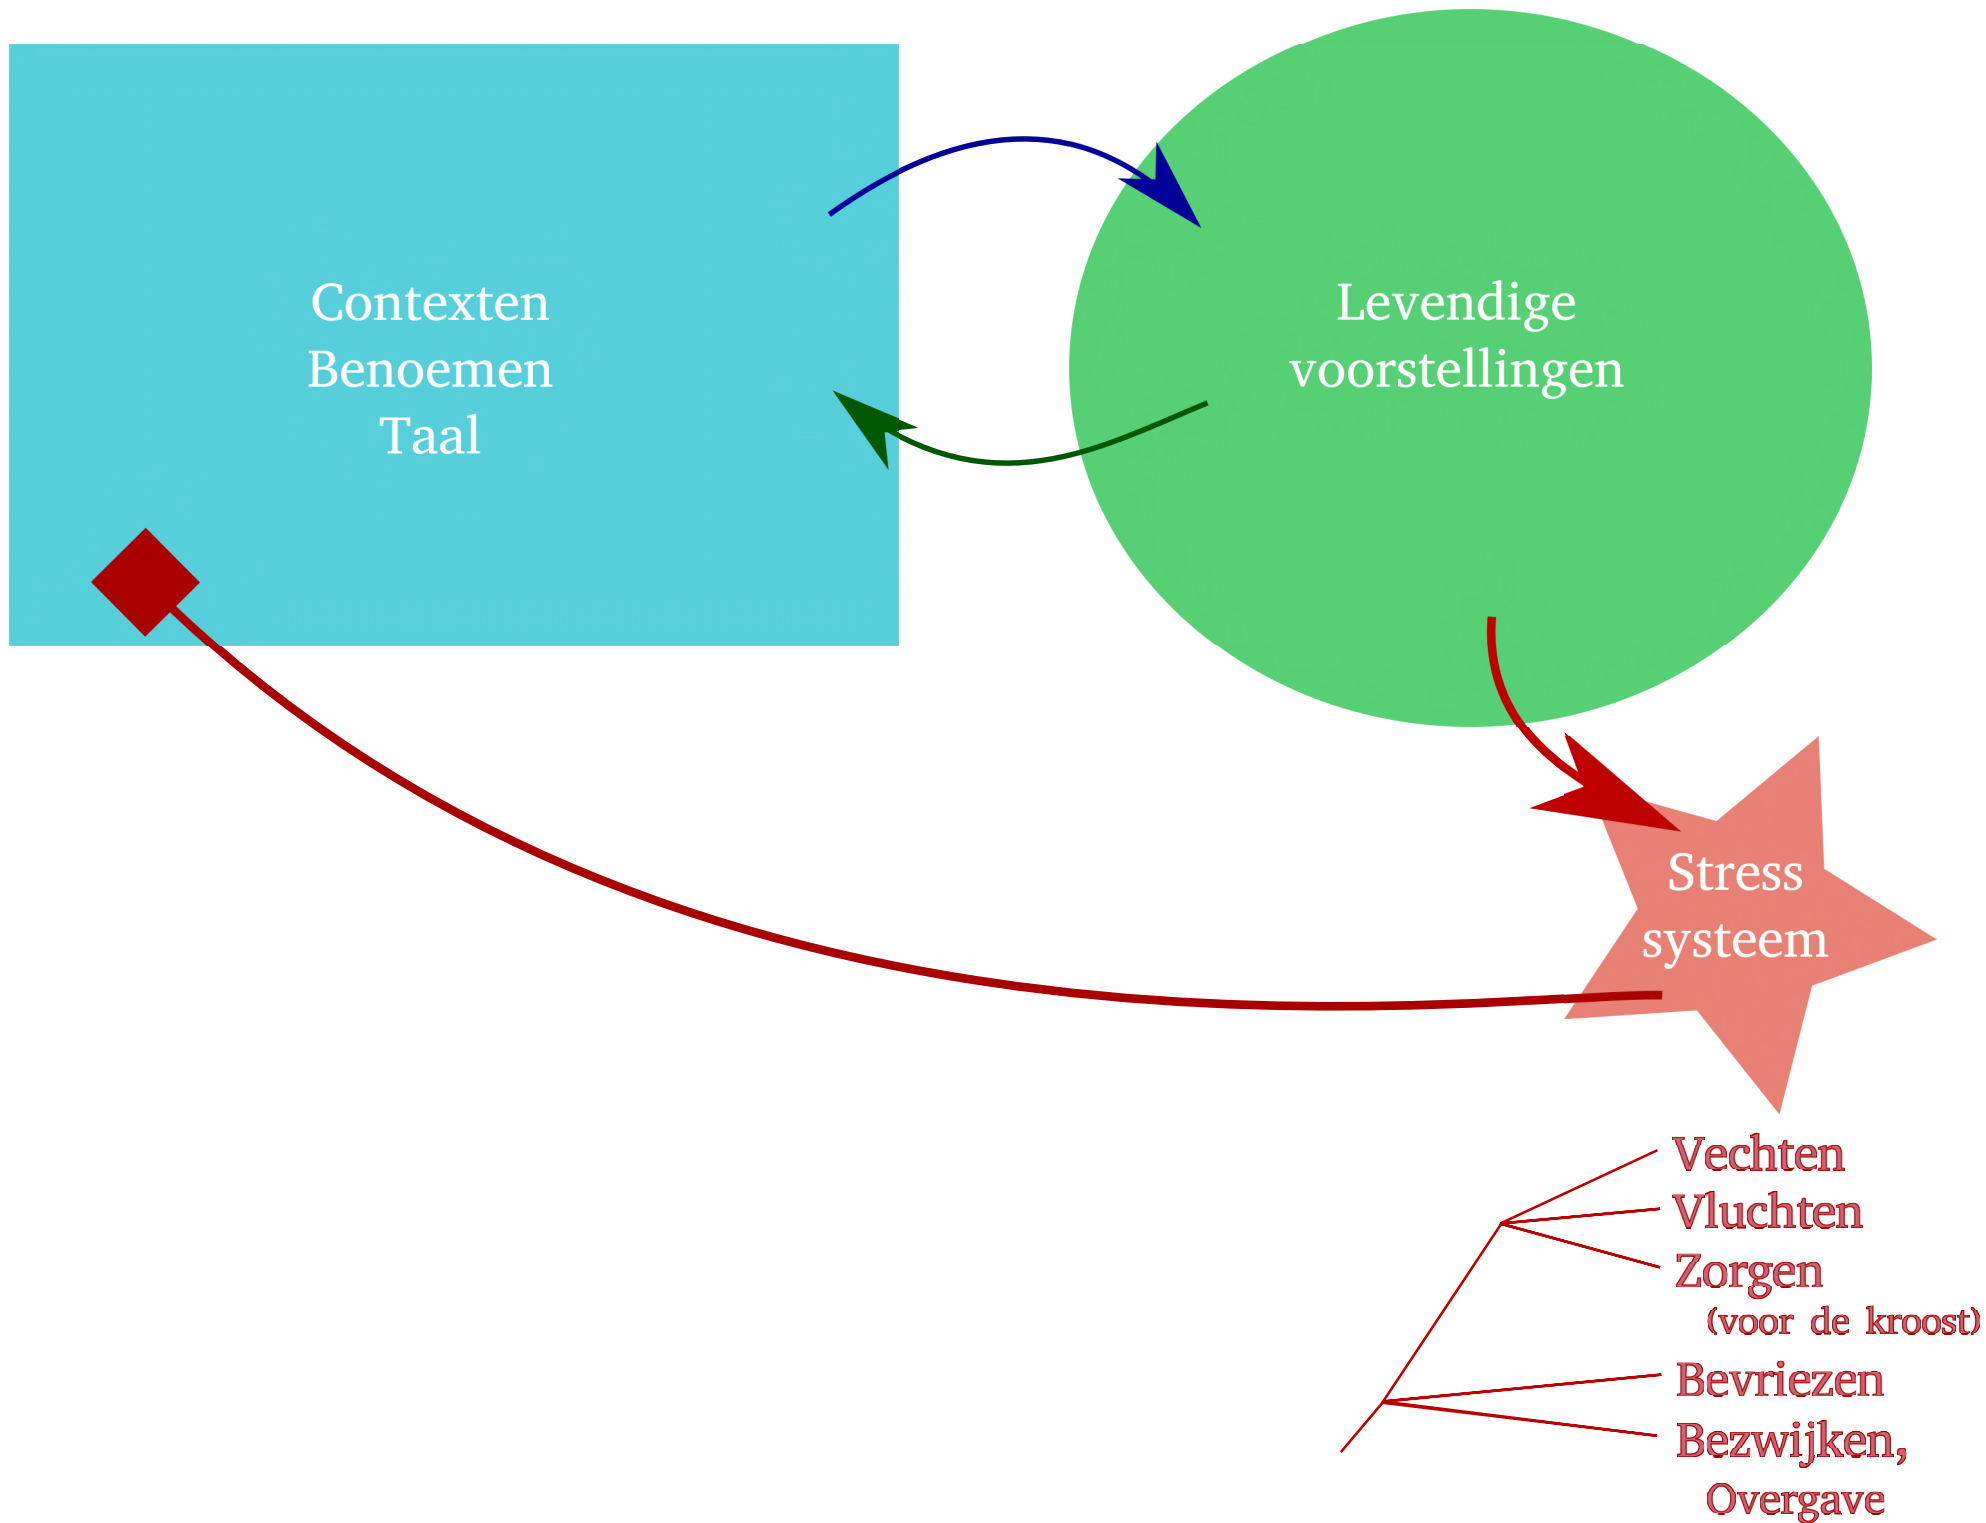 Contexten
Benoemen
Taal
Levendige
voorstellingen
Stress
systeem
Vechten
Vluchten
Zorgen
(voor de kroost)
Bevriezen
Bezwijken,
Overgave